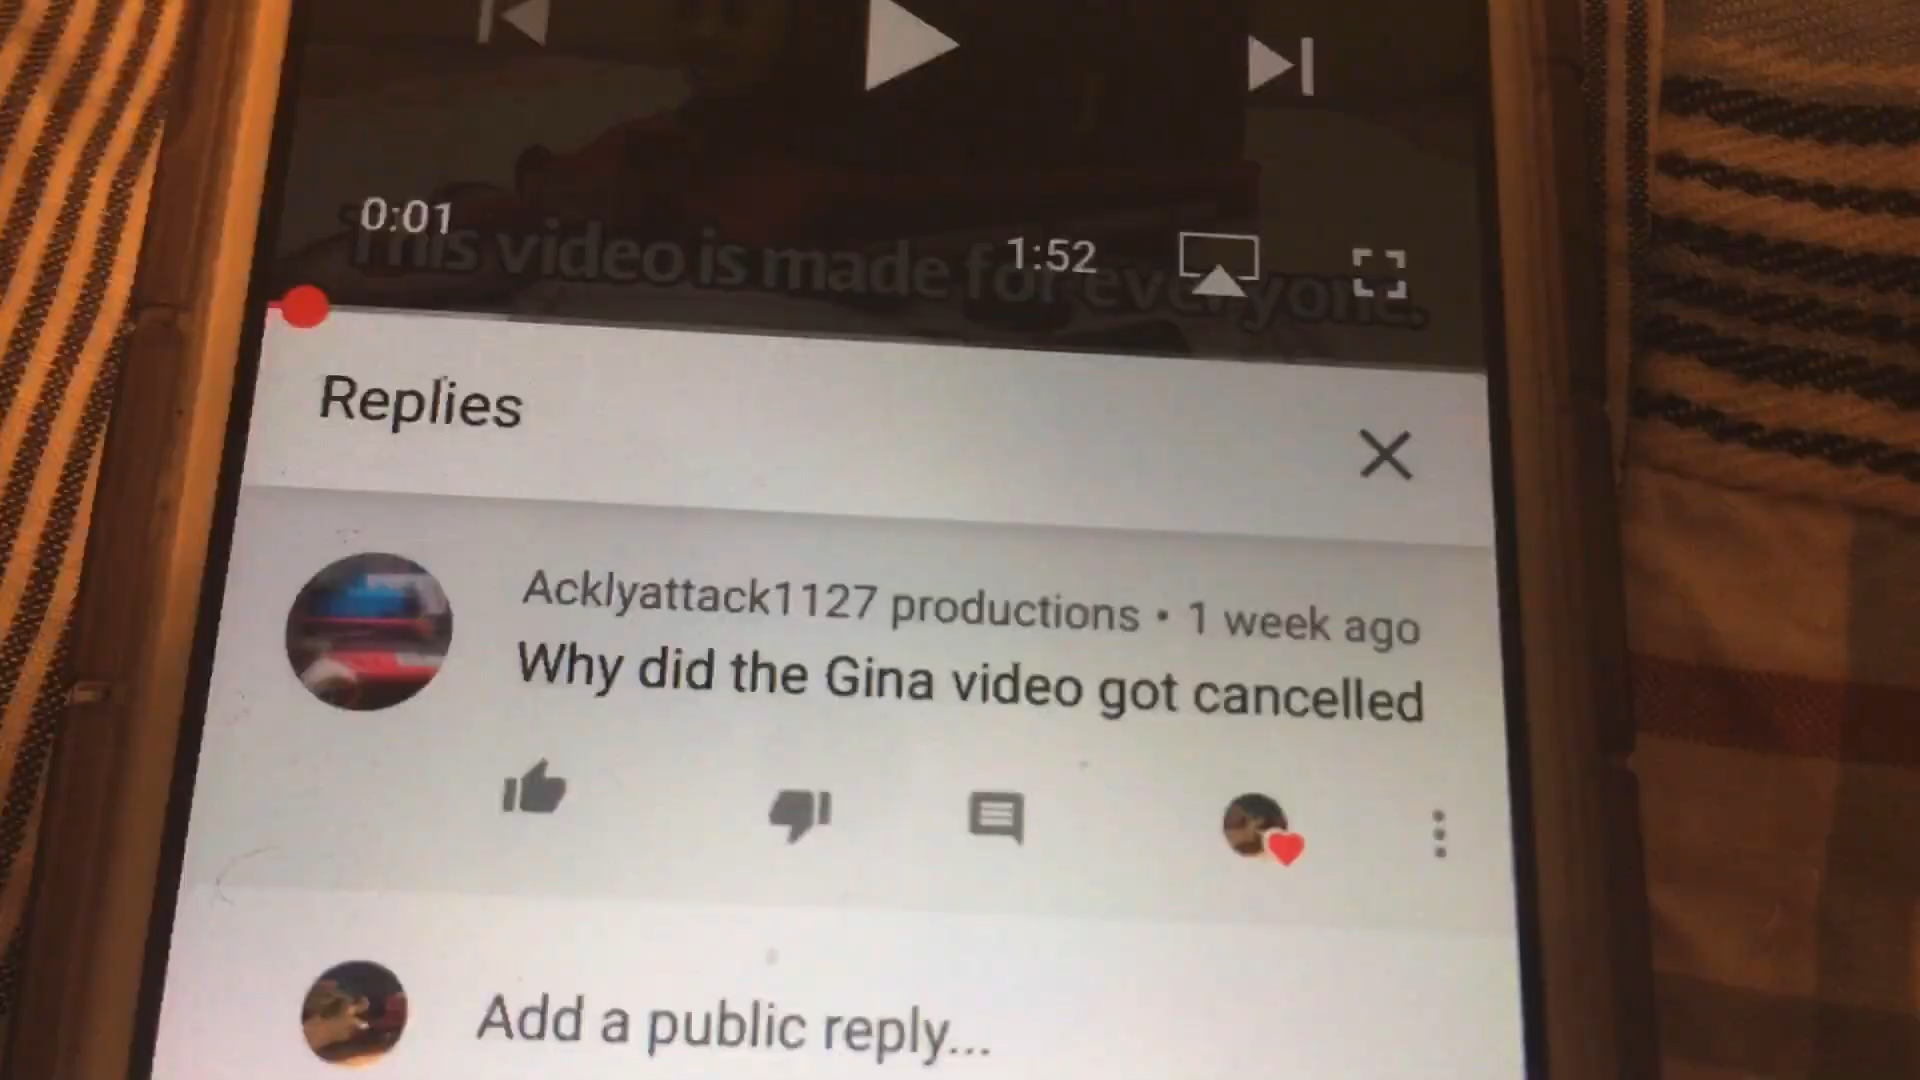 0:01
1:52
This video is made for everyone.
Replies
Acklyattack1127 productions • 1 week ago
Why did the Gina video got cancelled
Add a public reply...